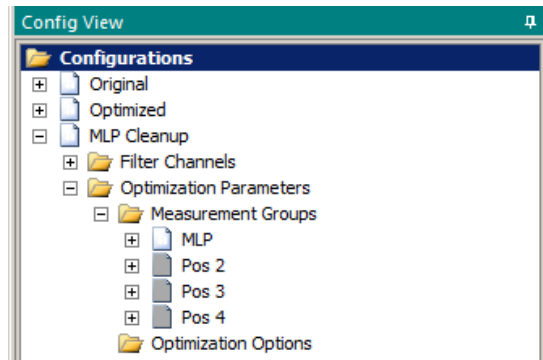 Config View
Configurations
Original
Optimized
MLP Cleanup
Filter Channels
Optimization Parameters
Measurement Groups
MLP
Pos 2
Pos 3
Pos 4
Optimization Options